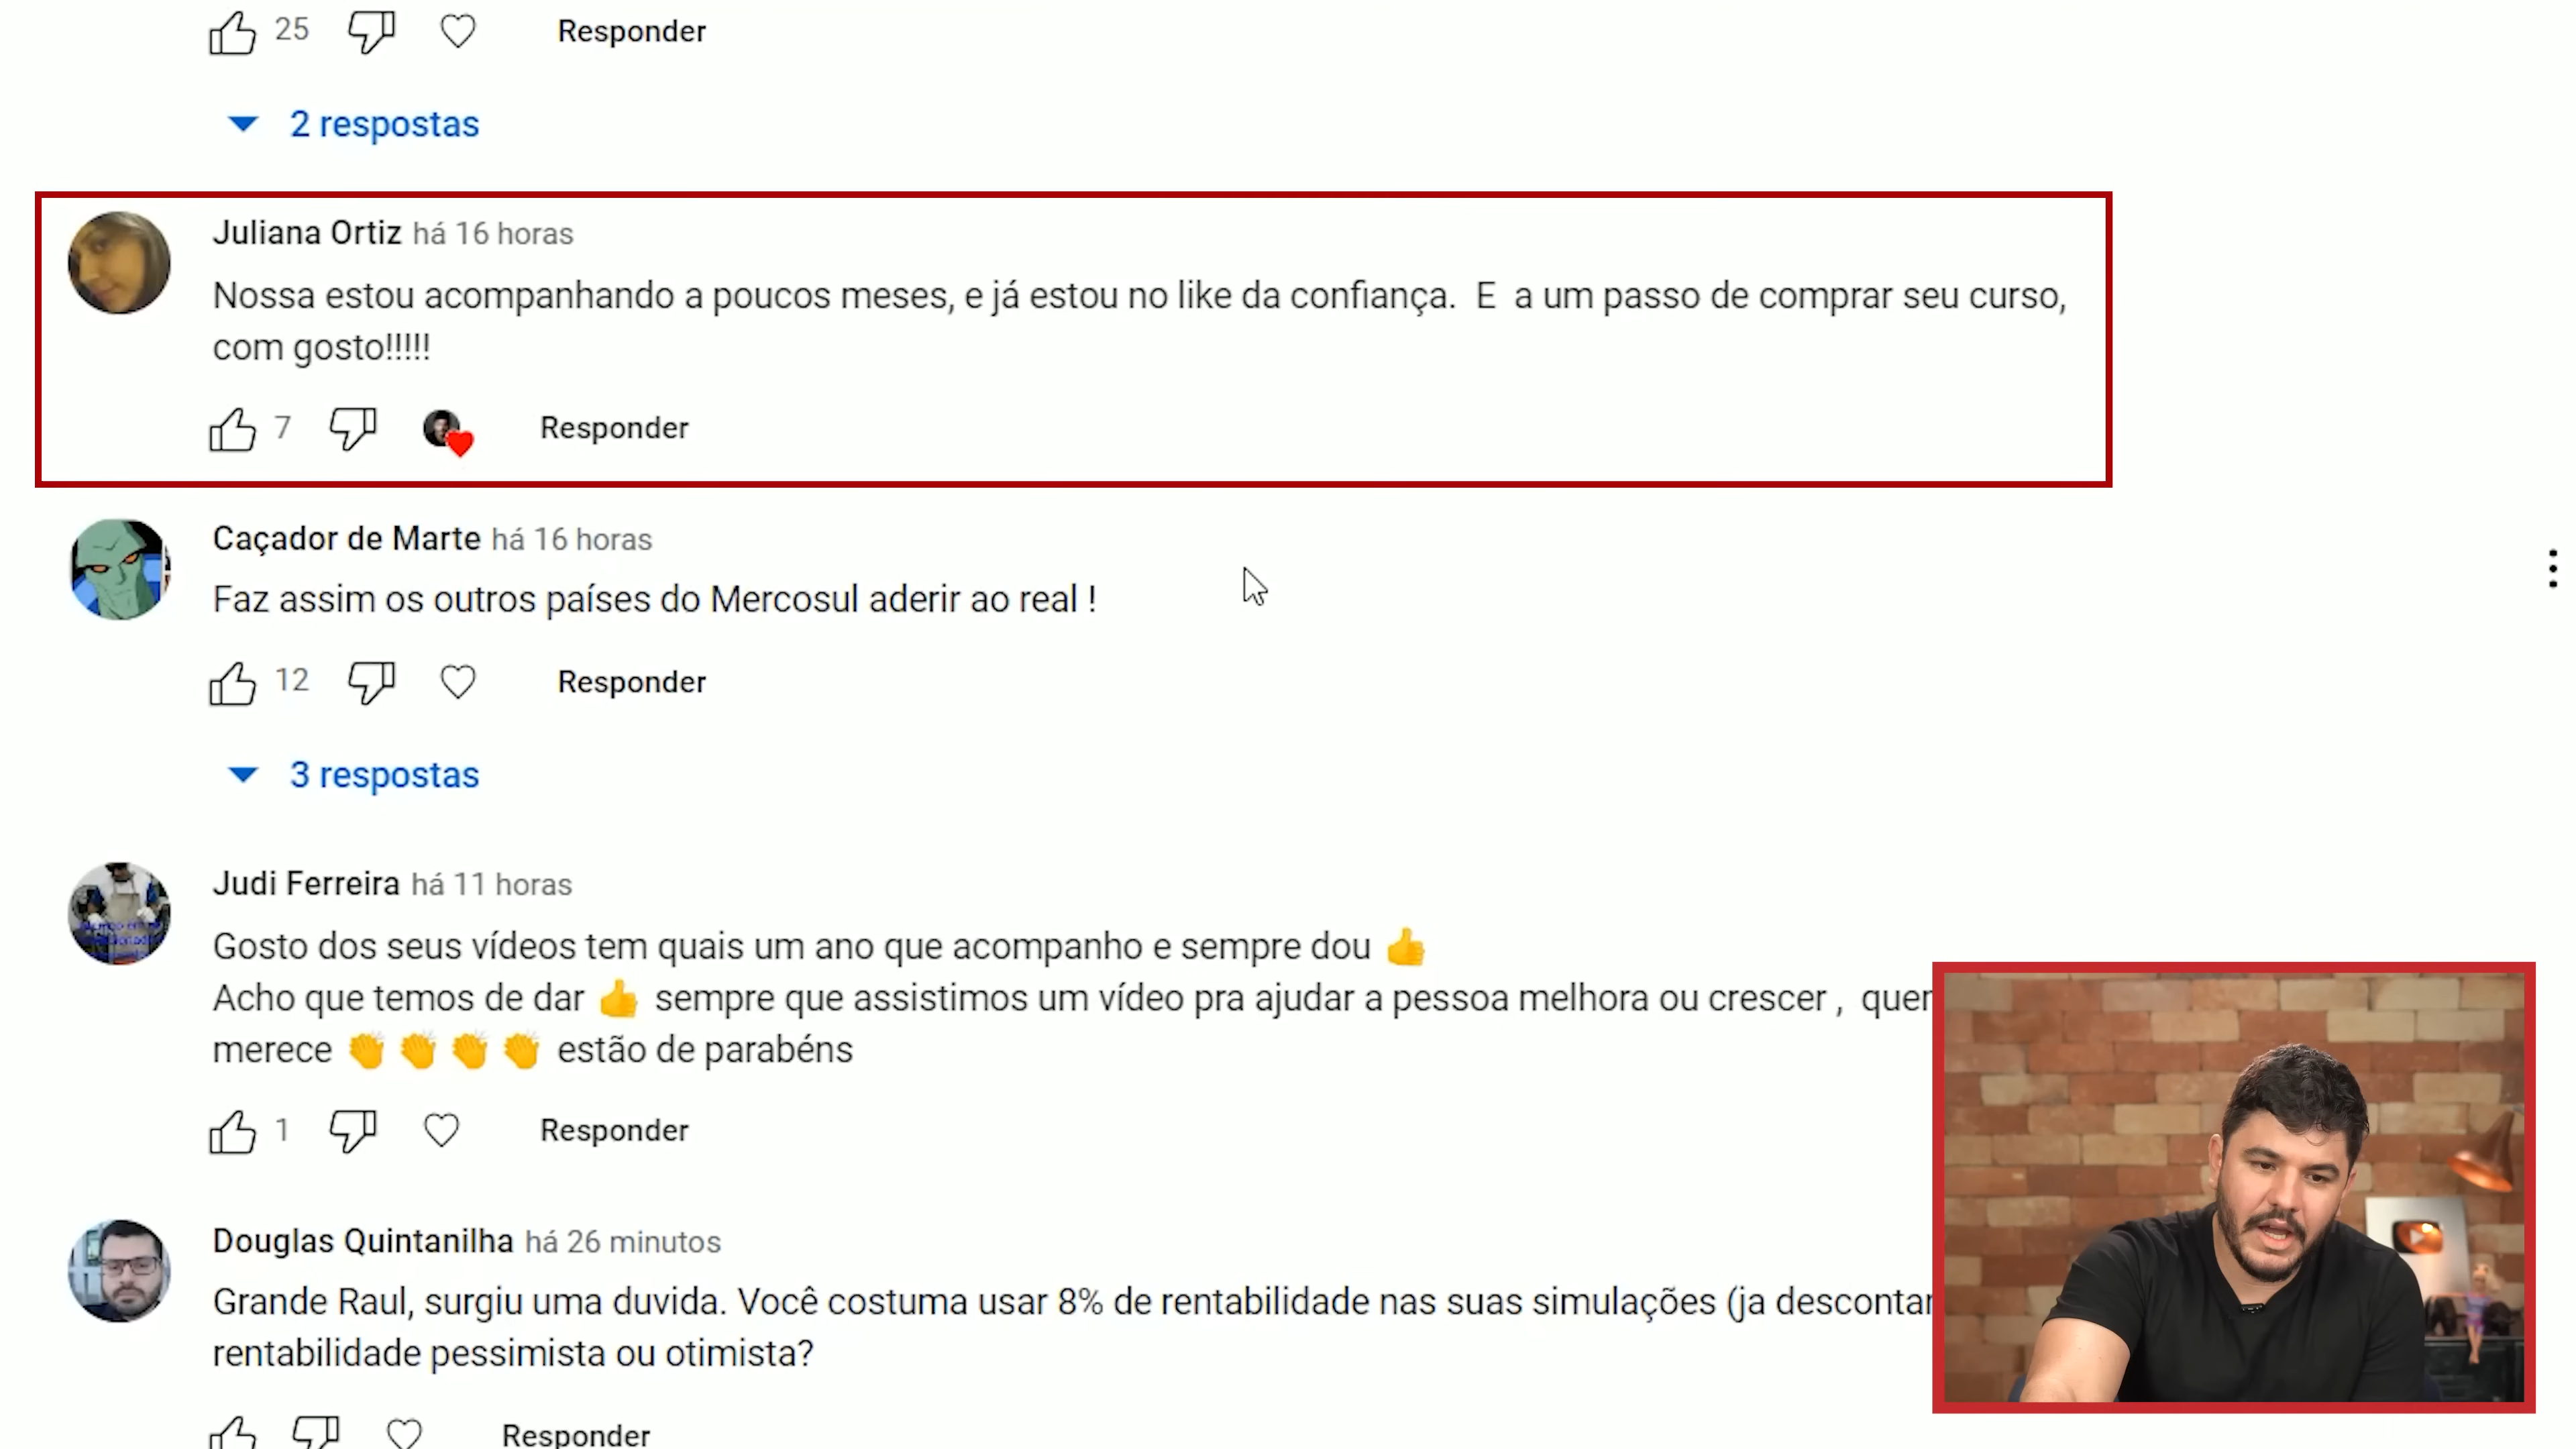 25 Responder
2 respostas
Juliana Ortiz há 16 horas
Nossa estou acompanhando a poucos meses, e já estou no like da confiança. E a um passo de comprar seu curso,
com gosto!!!!!
7 Responder
Caçador de Marte há 16 horas
Faz assim os outros países do Mercosul aderir ao real !
12 Responder
3 respostas
Judi Ferreira há 11 horas
Gosto dos seus vídeos tem quais um ano que acompanho e sempre dou 👍
Acho que temos de dar 👍 sempre que assistimos um vídeo pra ajudar a pessoa melhora ou crescer ,
merece 👏 👏 👏 👏 estão de parabéns
1 Responder
Douglas Quintanilha há 26 minutos
Grande Raul, surgiu uma duvida. Você costuma usar 8% de rentabilidade nas suas simulações (ja
rentabilidade pessimista ou otimista?
Responder